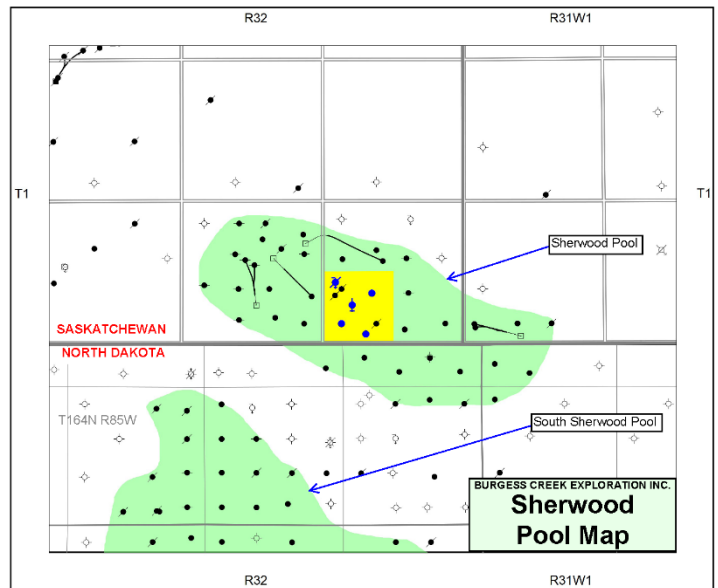 R32
R31W1
T1
T1
Sherwood Pool
SASKATCHEWAN
NORTH DAKOTA
T164N R85W
South Sherwood Pool
BURGESS CREEK EXPLORATION INC.
Sherwood
Pool Map
R32
R31W1